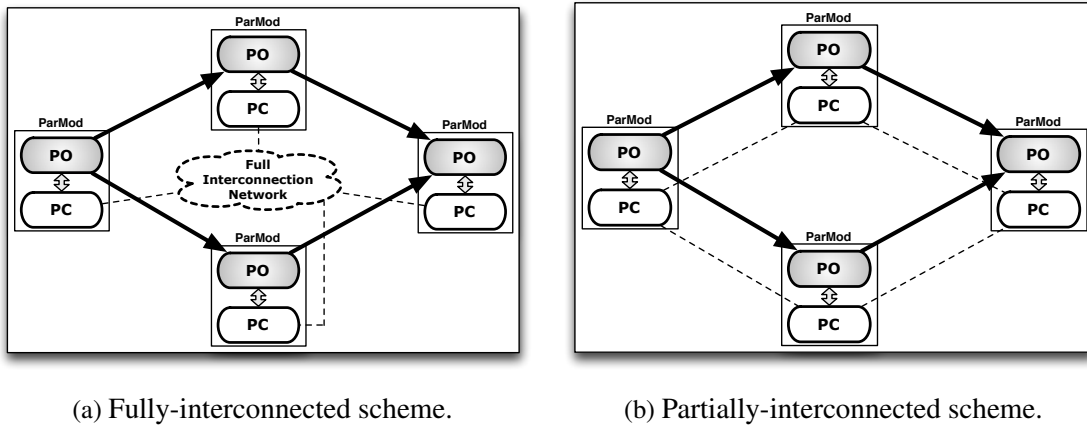 ParMod
PO
PC
ParMod
PO
PC
Full
Interconnection
Network
ParMod
PO
PC
ParMod
PO
PC
(a) Fully-interconnected scheme.
ParMod
PO
PC
ParMod
PO
PC
ParMod
PO
PC
ParMod
PO
PC
(b) Partially-interconnected scheme.